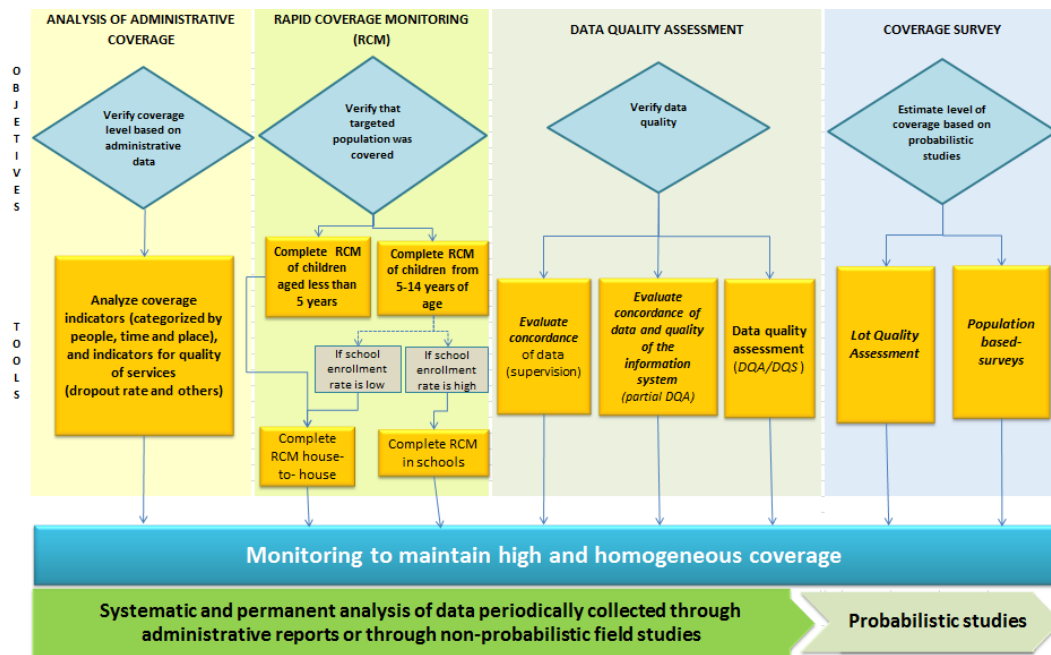 ANALYSIS OF ADMINISTRATIVE
COVERAGE
RAPID COVERAGE MONITORING
(RCM)
DATA QUALITY ASSESSMENT
COVERAGE SURVEY
OBJETIVES
Verify coverage
level based on
administrative
data
Verify that
targeted
population was
covered
Verify data
quality
Estimate level of
coverage based on
probabilistic
studies
TOOLS
Analyze coverage
indicators (categorized by
people, time and place),
and indicators for quality
of services
(dropout rate and others)
Complete RCM
of children
aged less than
5 years
Complete RCM
of children from
5-14 years of
age
If school
enrollment
rate is low
If school
enrollment
rate is high
Complete
RCM house-
to- house
Complete RCM
in schools
Evaluate
concordance
of data
(supervision)
Evaluate
concordance of
data and quality
of the
information
system
(partial DQA)
Data quality
assessment
(DQA/DQS)
Lot Quality
Assessment
Population
based-
surveys
Monitoring to maintain high and homogeneous coverage
Systematic and permanent analysis of data periodically collected through
administrative reports or through non-probabilistic field studies
Probabilistic studies